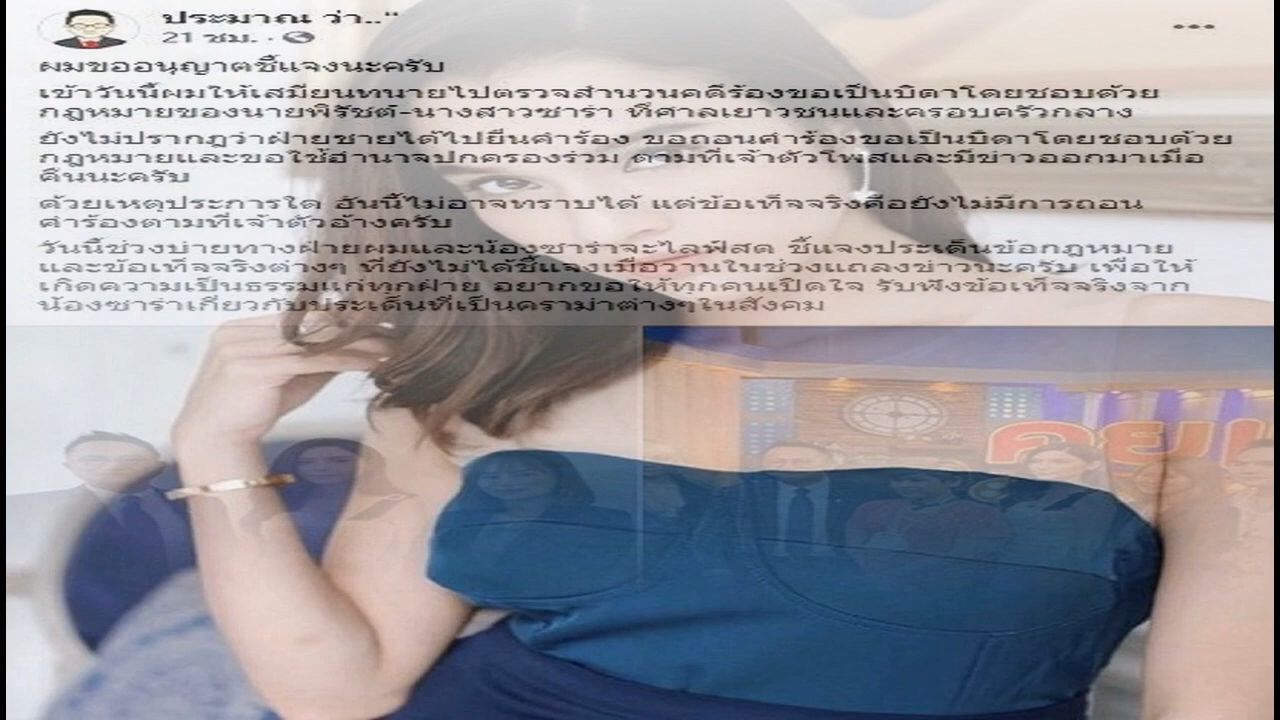 ประมาณ ว่า.."
21 ชม. ·
ผมขออนุญาตชี้แจงนะครับ
เช้าวันนี้ผมให้เสมียนทนายไปตรวจสำนวนคดีร้องขอเป็นบิดาโดยชอบด้วย
กฎหมายของนายพิรัชต์-นางสาวซาร่า ที่ศาลเยาวชนและครอบครัวกลาง
ยังไม่ปรากฎว่าฝ่ายชายได้ไปยื่นคำร้อง ขอถอนคำร้องขอเป็นบิดาโดยชอบด้วย
กฎหมายและขอใช้อำนาจปกครองร่วม ตามที่เจ้าตัวโพสและมีข่าวออกมาเมื่อ
คืนนะครับ
ด้วยเหตุประการใด อันนี้ไม่อาจทราบได้ แต่ข้อเท็จจริงคือยังไม่มีการถอน
คำร้องตามที่เจ้าตัวอ้างครับ
วันนี้ช่วงบ่ายทางฝ่ายผมและน้องซาร่าจะไลฟ์สด ชี้แจงประเด็นข้อกฎหมาย
และข้อเท็จจริงต่างๆ ที่ยังไม่ได้ชี้แจงเมื่อวานในช่วงแถลงข่าวนะครับ เพื่อให้
เกิดความเป็นธรรมแก่ทุกฝ่าย อยากขอให้ทุกคนเปิดใจ รับฟังข้อเท็จจริงจาก
น้องซาร่าเกี่ยวกับประเด็นที่เป็นดราม่าต่างๆในสังคม